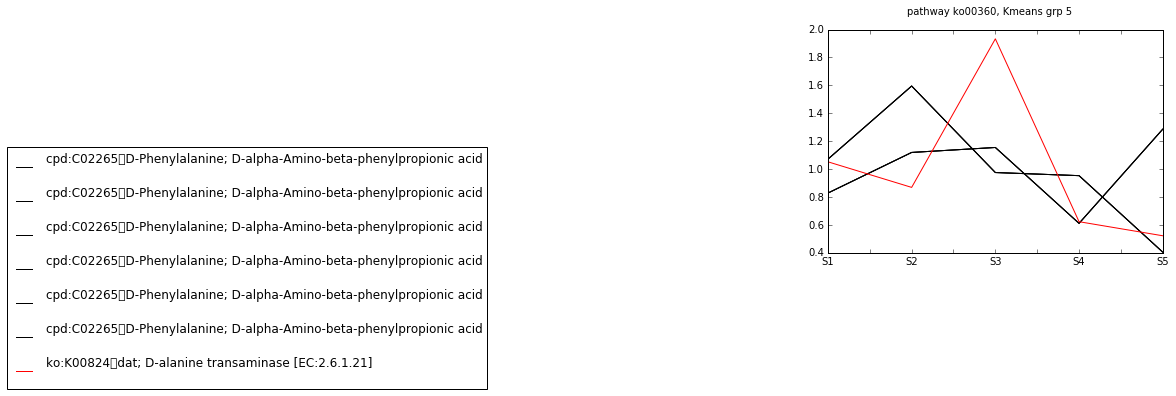 pathway ko00360, Kmeans grp 5
2.0
1.8
1.6
1.4
1.2
1.0
0.8
0.6
0.4
S1 S2 S3 S4 S5
cpd:C02265▯D-Phenylalanine; D-alpha-Amino-beta-phenylpropionic acid
cpd:C02265▯D-Phenylalanine; D-alpha-Amino-beta-phenylpropionic acid
cpd:C02265▯D-Phenylalanine; D-alpha-Amino-beta-phenylpropionic acid
cpd:C02265▯D-Phenylalanine; D-alpha-Amino-beta-phenylpropionic acid
cpd:C02265▯D-Phenylalanine; D-alpha-Amino-beta-phenylpropionic acid
cpd:C02265▯D-Phenylalanine; D-alpha-Amino-beta-phenylpropionic acid
ko:K00824▯dat; D-alanine transaminase [EC:2.6.1.21]